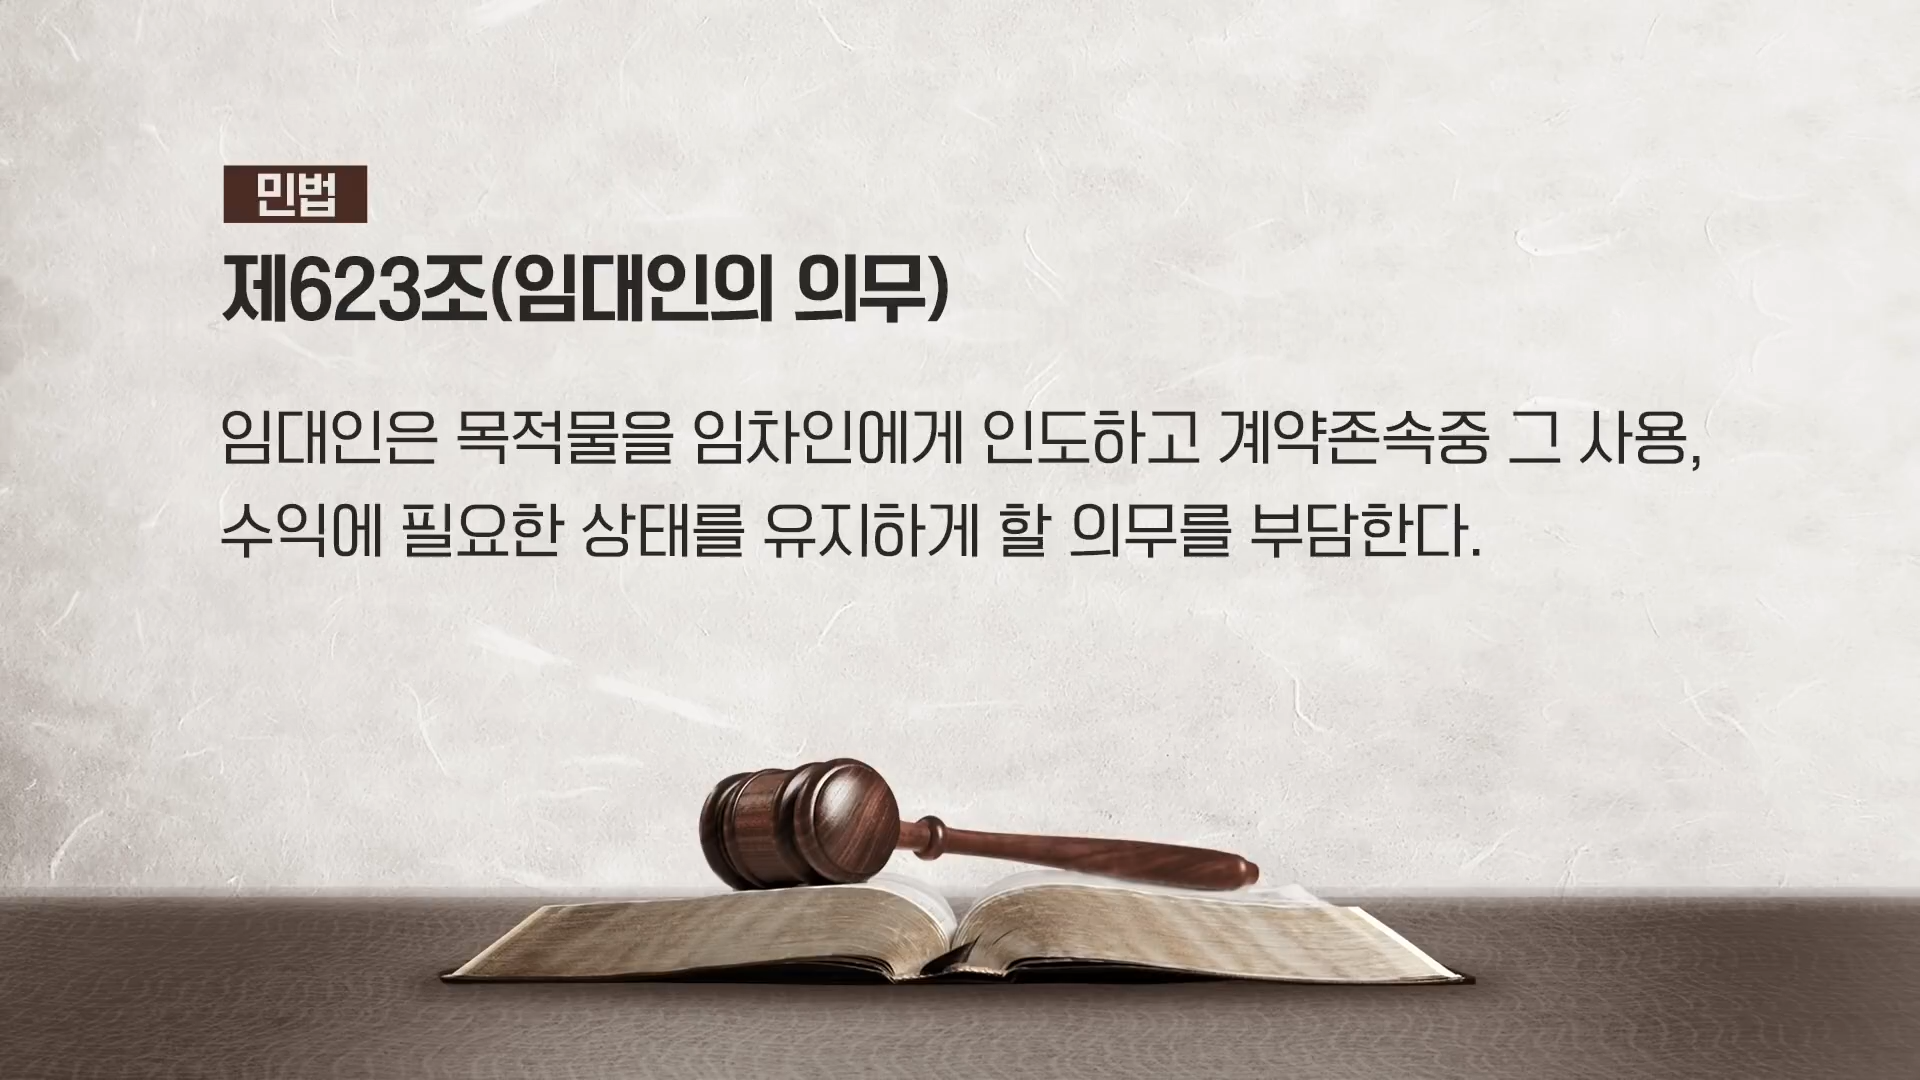 민법
제623조(임대인의 의무)
임대인은 목적물을 임차인에게 인도하고 계약존속중 그 사용,
수익에 필요한 상태를 유지하게 할 의무를 부담한다.